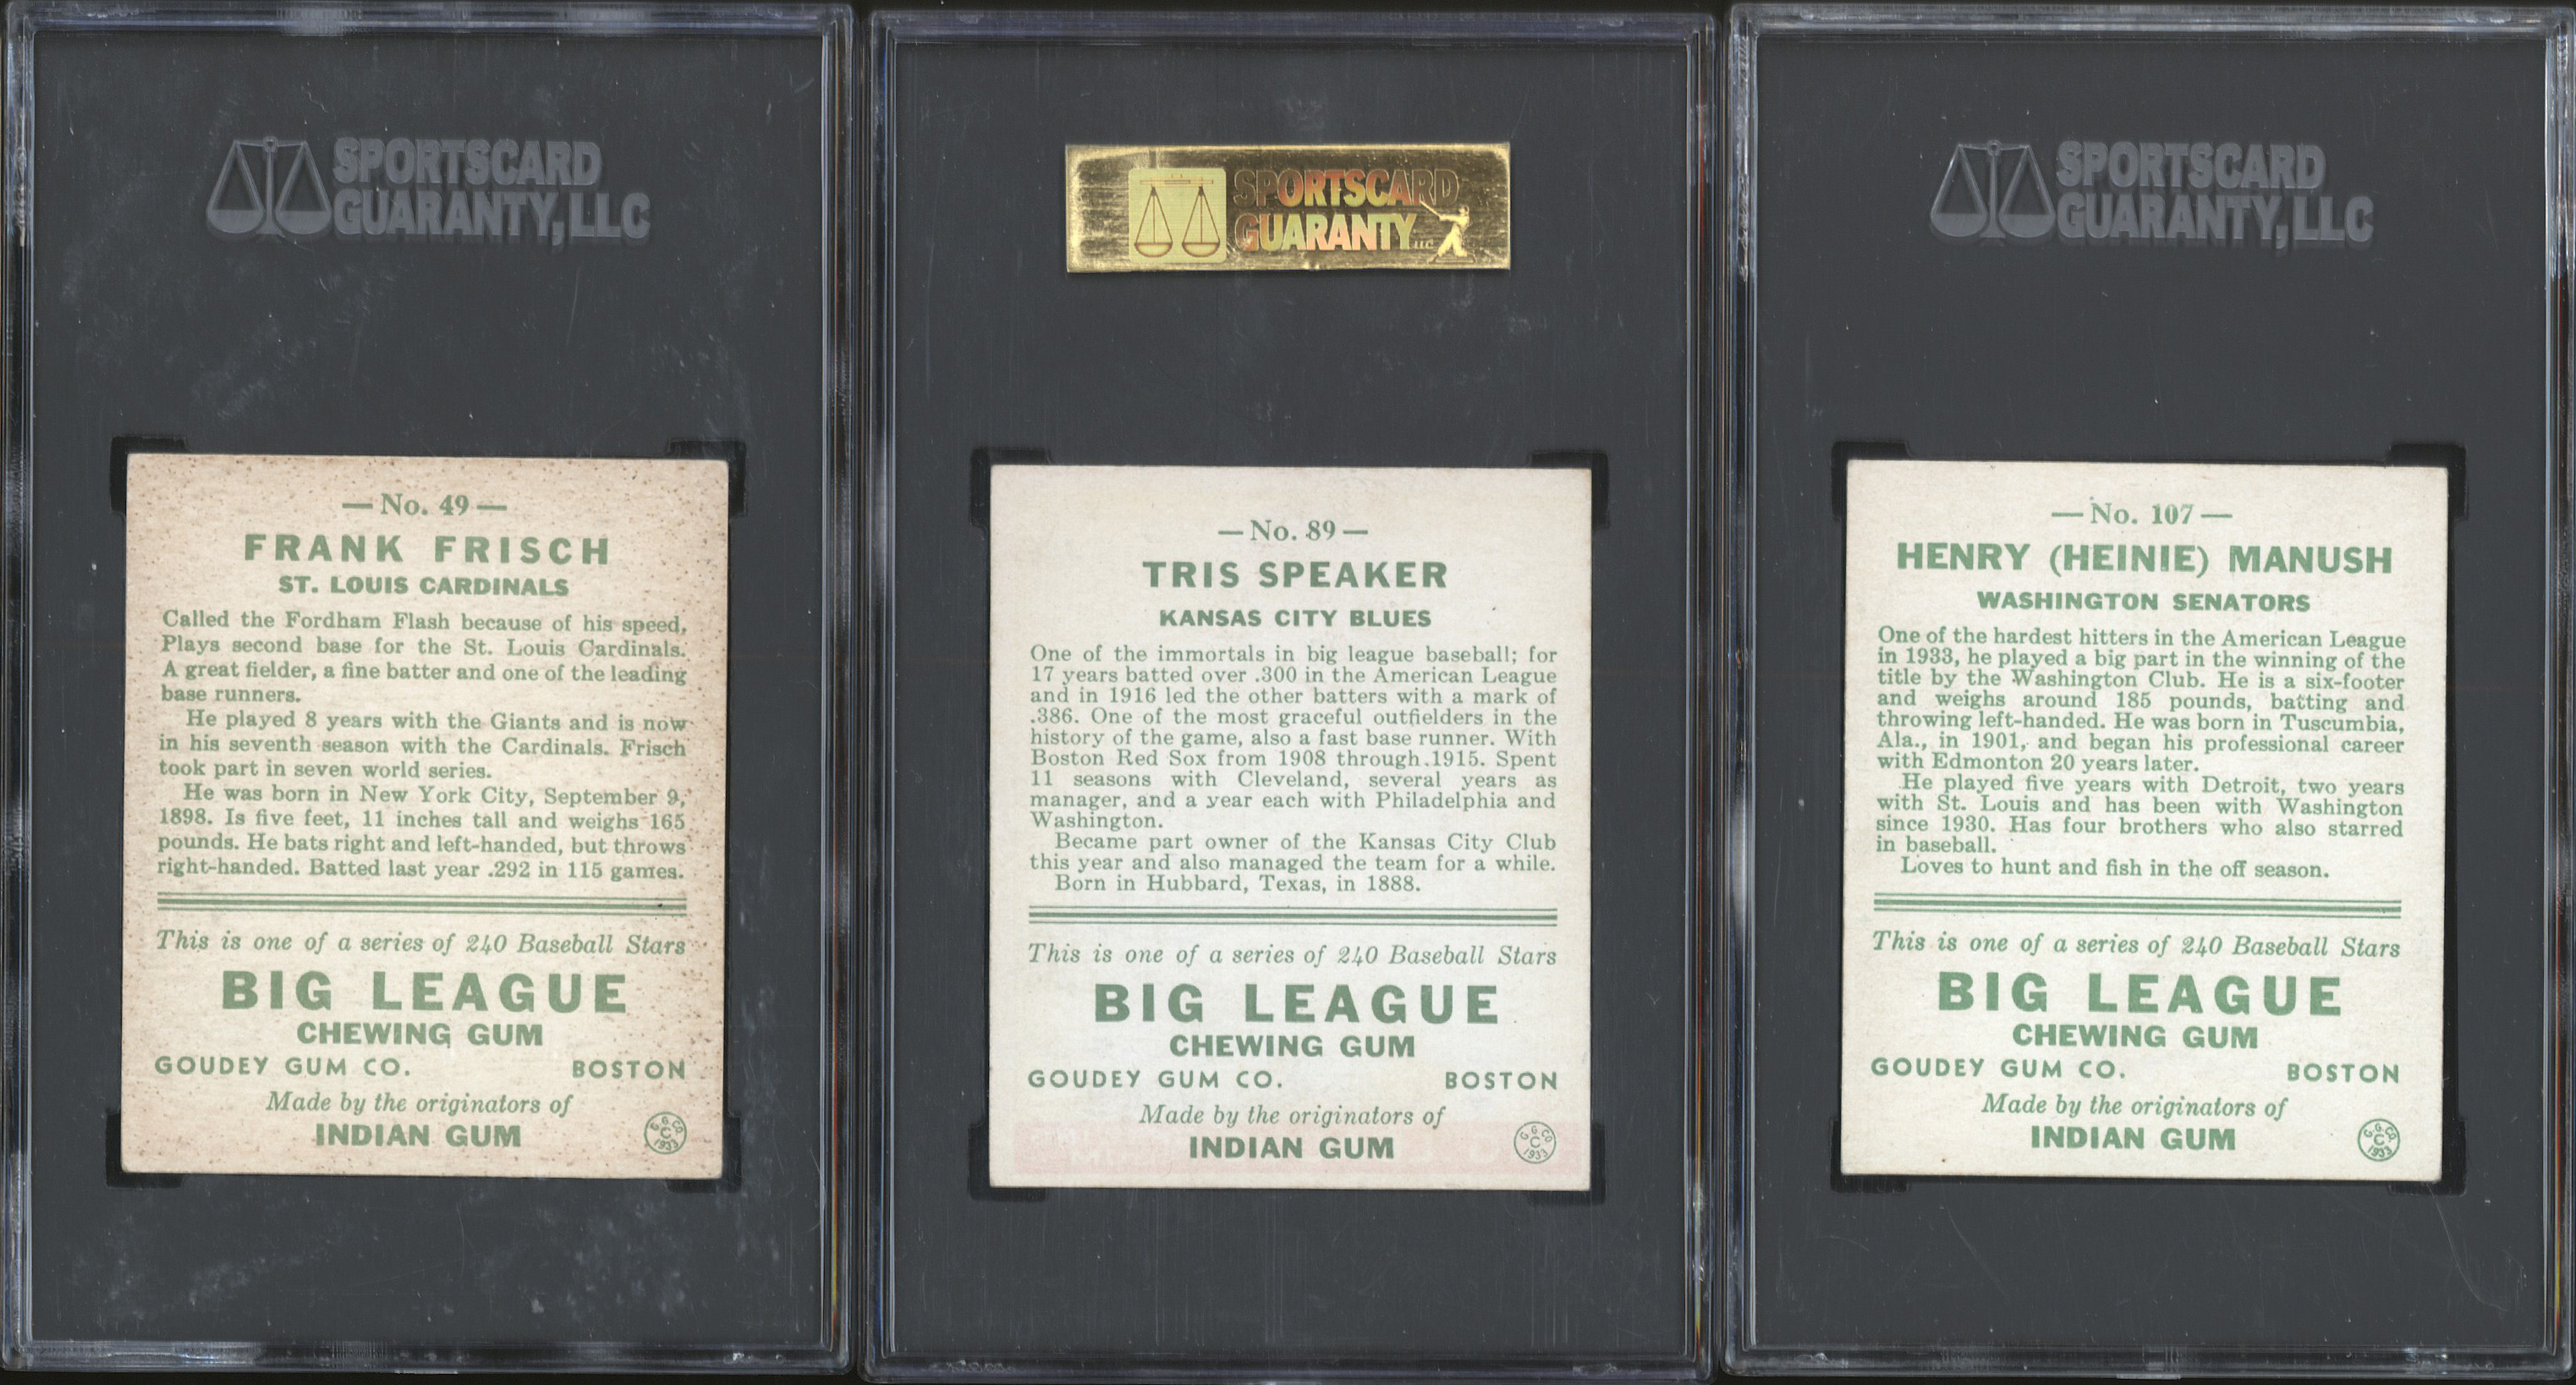 SPORTSCARD
GUARANTY, LLC
— No. 49 —
FRANK FRISCH
ST. LOUIS CARDINALS
Called the Fordham Flash because of his speed.
Plays second base for the St. Louis Cardinals.
A great fielder, a fine batter and one of the leading
base runners.
He played 8 years with the Giants and is now
in his seventh season with the Cardinals. Frisch
took part in seven world series.
He was born in New York City, September 9,
1898. Is five feet, 11 inches tall and weighs 165
pounds. He bats right and left-handed, but throws
right-handed. Batted last year .292 in 115 games.
This is one of a series of 240 Baseball Stars
BIG LEAGUE
CHEWING GUM
GOUDEY GUM CO. BOSTON
Made by the originators of
INDIAN GUM
G. G. CO.
C
1933
SPORTSCARD
GUARANTY LLC
— No. 89 —
TRIS SPEAKER
KANSAS CITY BLUES
One of the immortals in big league baseball; for
17 years batted over .300 in the American League
and in 1916 led the other batters with a mark of
.386. One of the most graceful outfielders in the
history of the game, also a fast base runner. With
Boston Red Sox from 1908 through 1915. Spent
11 seasons with Cleveland, several years as
manager, and a year each with Philadelphia and
Washington.
Became part owner of the Kansas City Club
this year and also managed the team for a while.
Born in Hubbard, Texas, in 1888.
This is one of a series of 240 Baseball Stars
BIG LEAGUE
CHEWING GUM
GOUDEY GUM CO. BOSTON
Made by the originators of
INDIAN GUM
G. G. CO.
C
1933
SPORTSCARD
GUARANTY, LLC
— No. 107 —
HENRY (HEINIE) MANUSH
WASHINGTON SENATORS
One of the hardest hitters in the American League
in 1933, he played a big part in the winning of the
title by the Washington Club. He is a six-footer
and weighs around 185 pounds, batting and
throwing left-handed. He was born in Tuscumbia,
Ala., in 1901, and began his professional career
with Edmonton 20 years later.
He played five years with Detroit, two years
with St. Louis and has been with Washington
since 1930. Has four brothers who also starred
in baseball.
Loves to hunt and fish in the off season.
This is one of a series of 240 Baseball Stars
BIG LEAGUE
CHEWING GUM
GOUDEY GUM CO. BOSTON
Made by the originators of
INDIAN GUM
G. G. CO.
C
1933